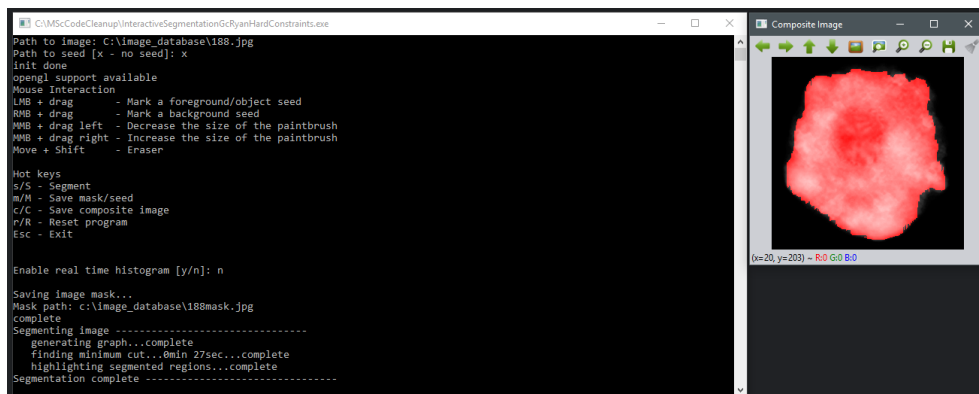 C:\MScCodeCleanup\InteractiveSegmentationGcRyanHardConstraints.exe
Path to image: C:\image_database\188.jpg
Path to seed [x - no seed]: x
init done
opengl support available
Mouse Interaction
LMB + drag       - Mark a foreground/object seed
RMB + drag       - Mark a background seed
MMB + drag left  - Decrease the size of the paintbrush
MMB + drag right - Increase the size of the paintbrush
Move + Shift     - Eraser
Hot keys
s/S - Segment
m/M - Save mask/seed
c/C - Save composite image
r/R - Reset program
Esc - Exit
Enable real time histogram [y/n]: n
Saving image mask...
Mask path: c:\image_database\188mask.jpg
complete
Segmenting image --------------------------------
   generating graph...complete
   finding minimum cut...0min 27sec...complete
   highlighting segmented regions...complete
Segmentation complete --------------------------------
Composite Image
(x=20, y=203) ~ R:0 G:0 B:0